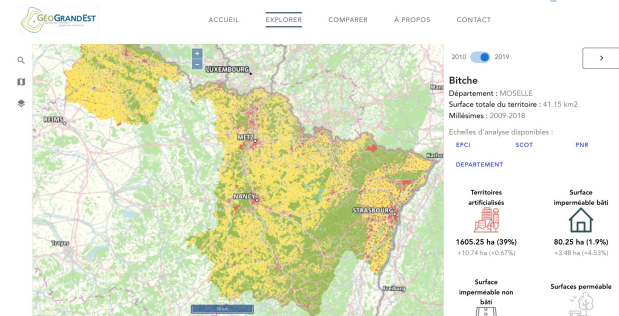 GÉOGRANDEST
ACCUEIL
EXPLORER
COMPARER
À PROPOS
CONTACT
2010
2019
Bitche
Département : MOSELLE
Surface totale du territoire : 41.15 km2
Millésimes : 2009-2018
Echelles d'analyse disponibles :
EPCI
SCOT
PNR
DEPARTEMENT
Territoires
artificialisés
1605.25 ha (39%)
+10.74 ha (+0.67%)
Surface
imperméable bâti
80.25 ha (1.9%)
+3.48 ha (+4.53%)
Surface
imperméable non
bâti
Surfaces perméable
+
−
LUXEMBOURG
REIMS
METZ
NANCY
STRASBOURG
Troyes
Freiburg